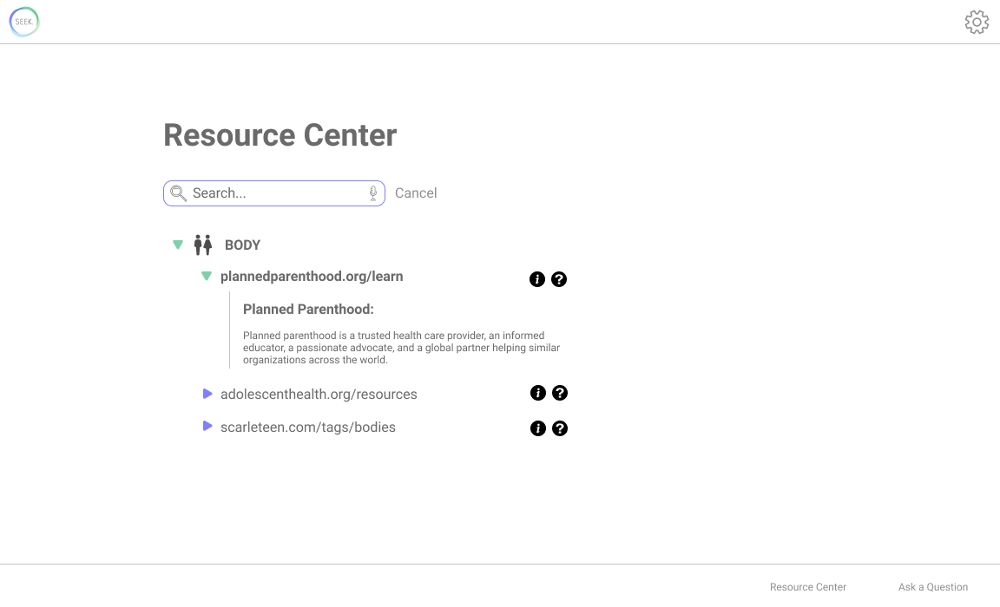 SEEK.
Resource Center
Search...
Cancel
BODY
plannedparenthood.org/learn
Planned Parenthood:
Planned parenthood is a trusted health care provider, an informed
educator, a passionate advocate, and a global partner helping similar
organizations across the world.
adolescenthealth.org/resources
scarleteen.com/tags/bodies
Resource Center
Ask a Question